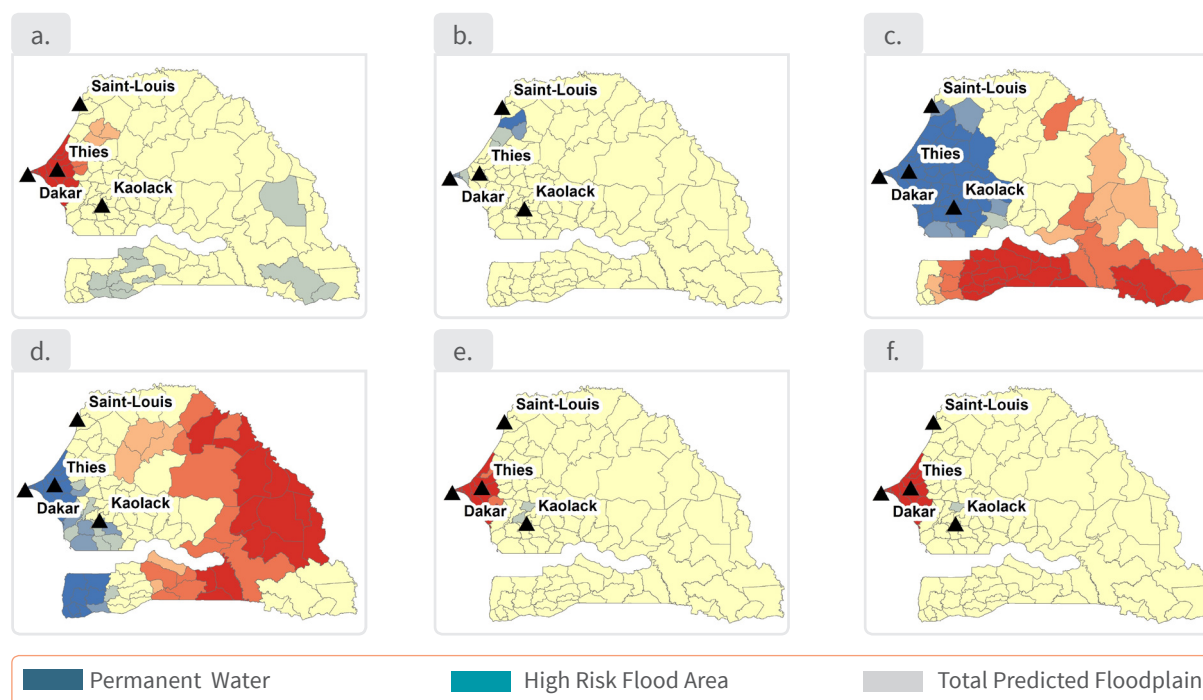 a.
b.
c.
Saint-Louis
Thies
Dakar
Kaolack
Saint-Louis
Thies
Dakar
Kaolack
Saint-Louis
Thies
Dakar
Kaolack
d.
e.
f.
Saint-Louis
Thies
Dakar
Kaolack
Saint-Louis
Thies
Dakar
Kaolack
Saint-Louis
Thies
Dakar
Kaolack
Permanent Water
High Risk Flood Area
Total Predicted Floodplain